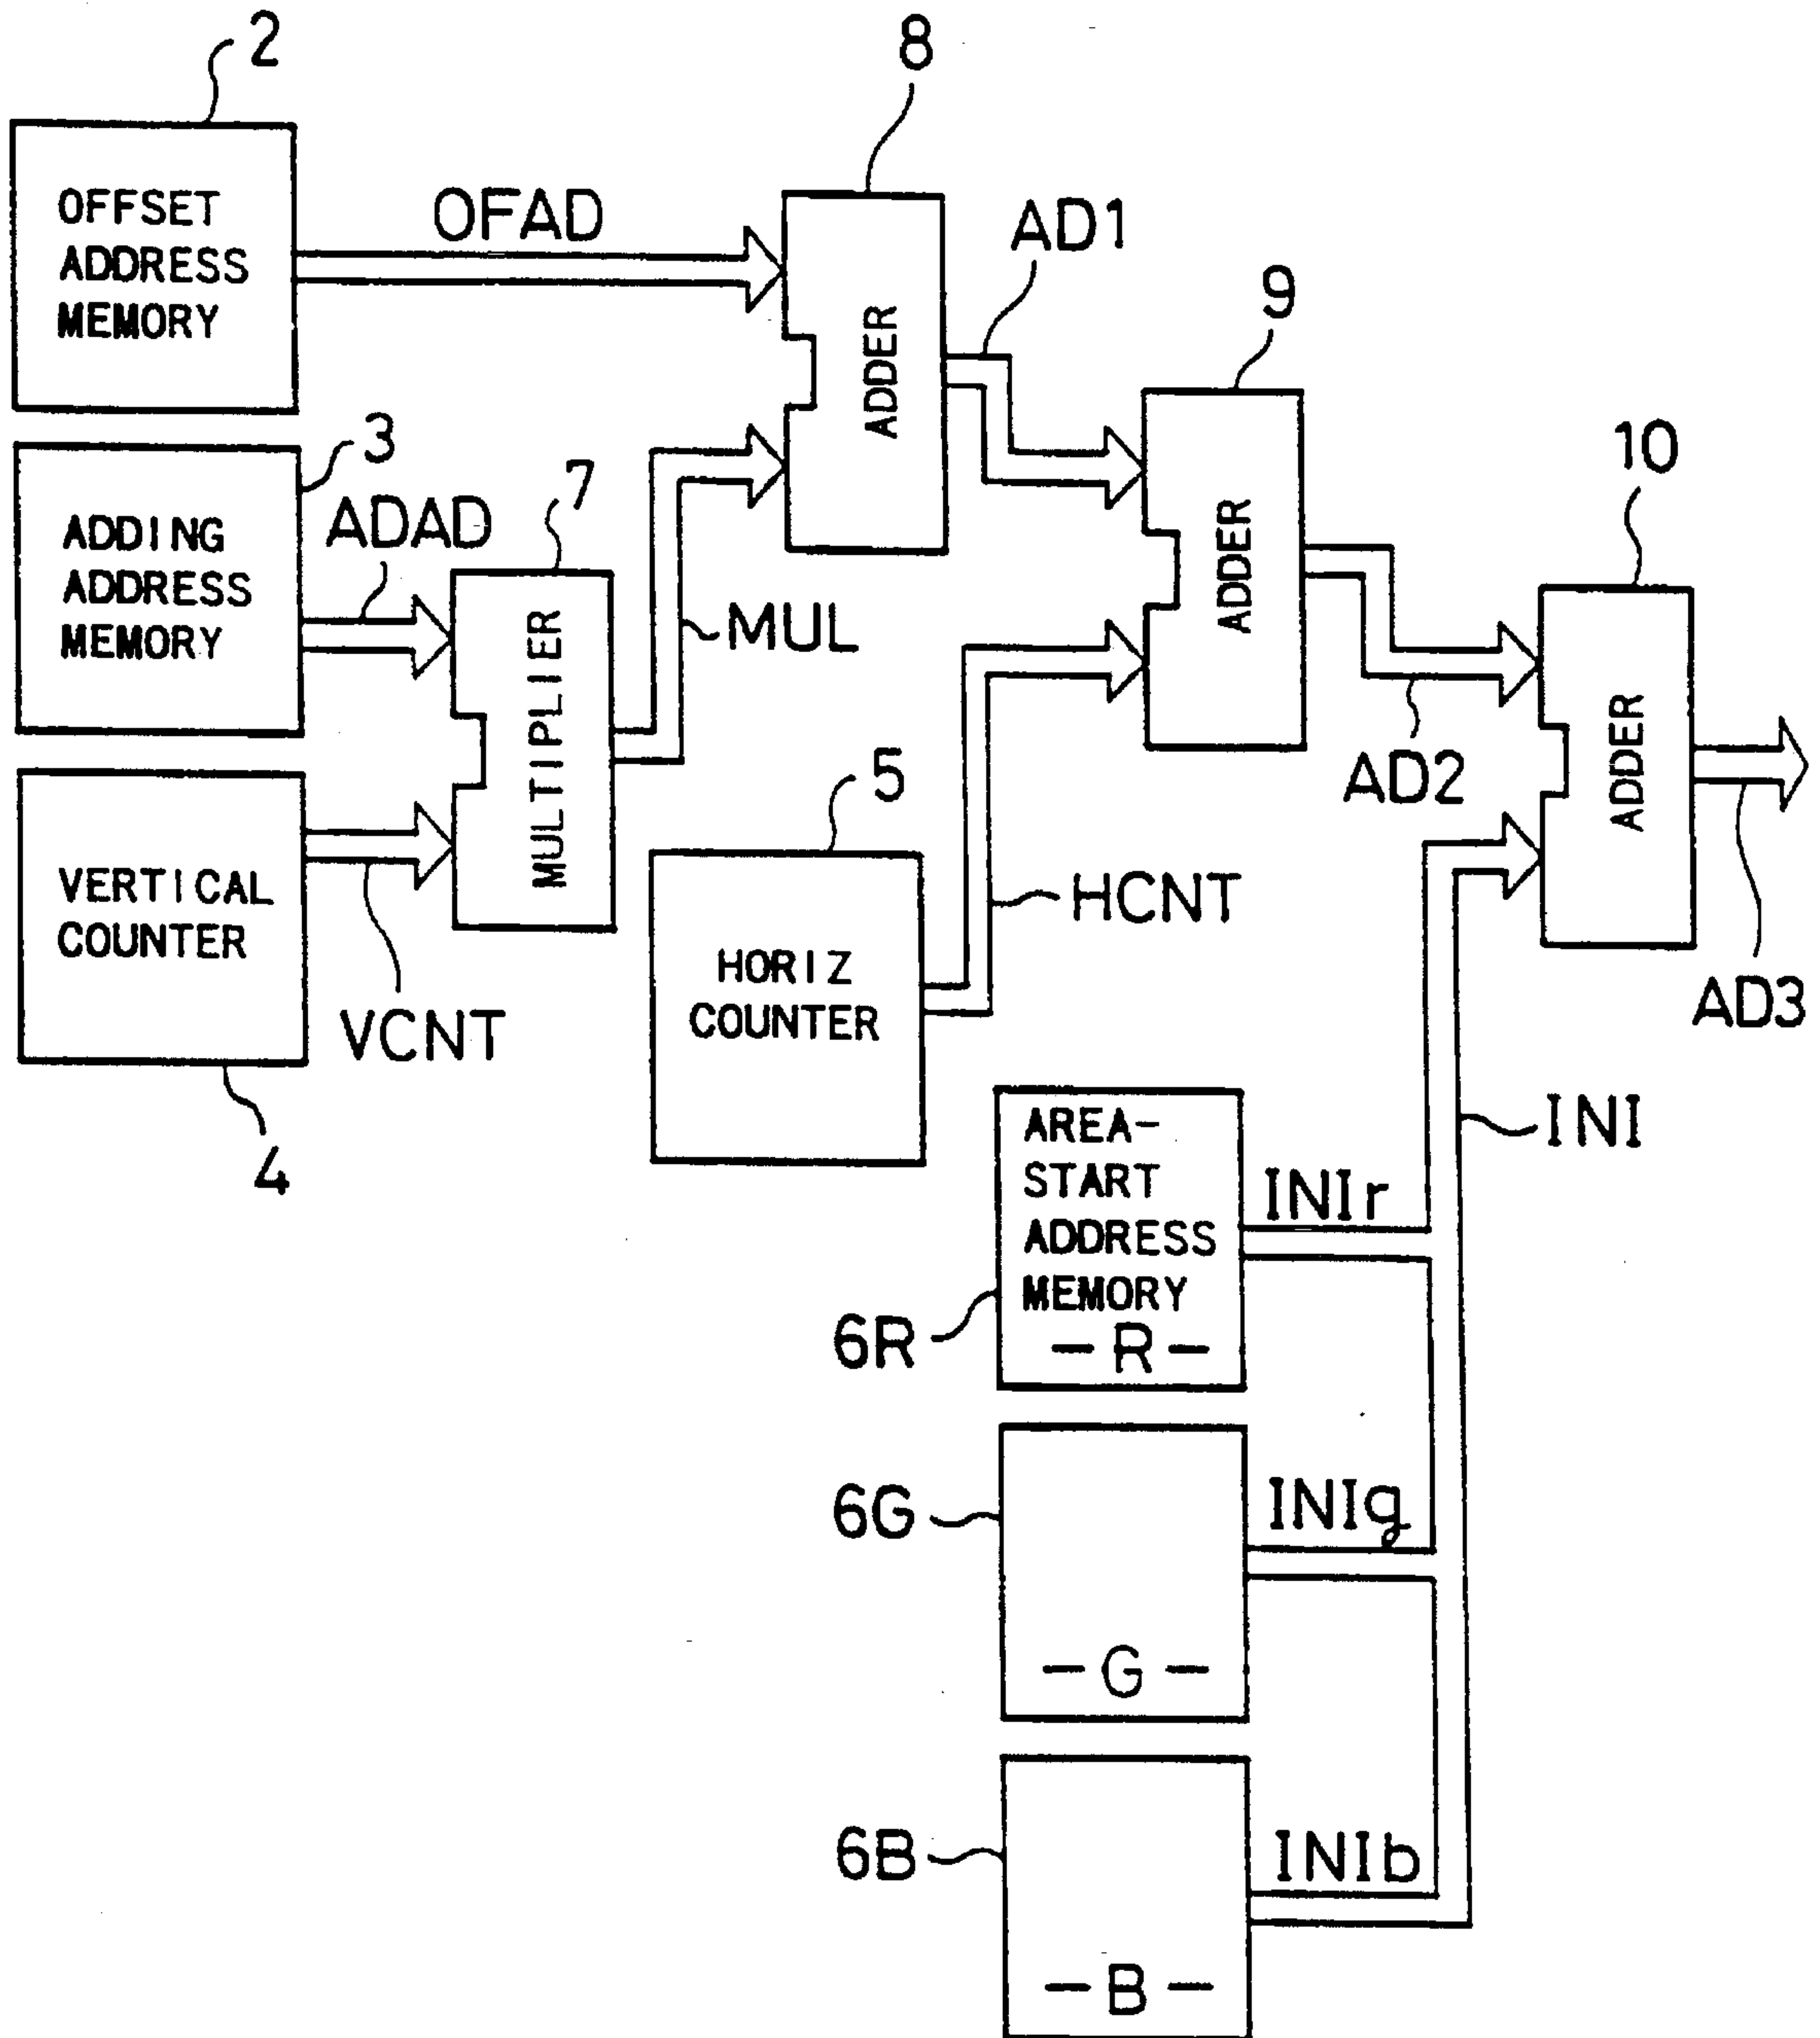 2
8
OFFSET
ADDRESS
MEMORY
OFAD
ADDER
AD1
9
3
ADDING
ADDRESS
MEMORY
ADAD
7
MULTIPLIER
MUL
ADDER
10
VERTICAL
COUNTER
VCNT
4
5
HORIZ
COUNTER
HCNT
AD2
ADDER
AD3
INI
AREA-
START
ADDRESS
MEMORY
- R -
6R
INIr
6G
INIg
- G -
6B
INIb
- B -